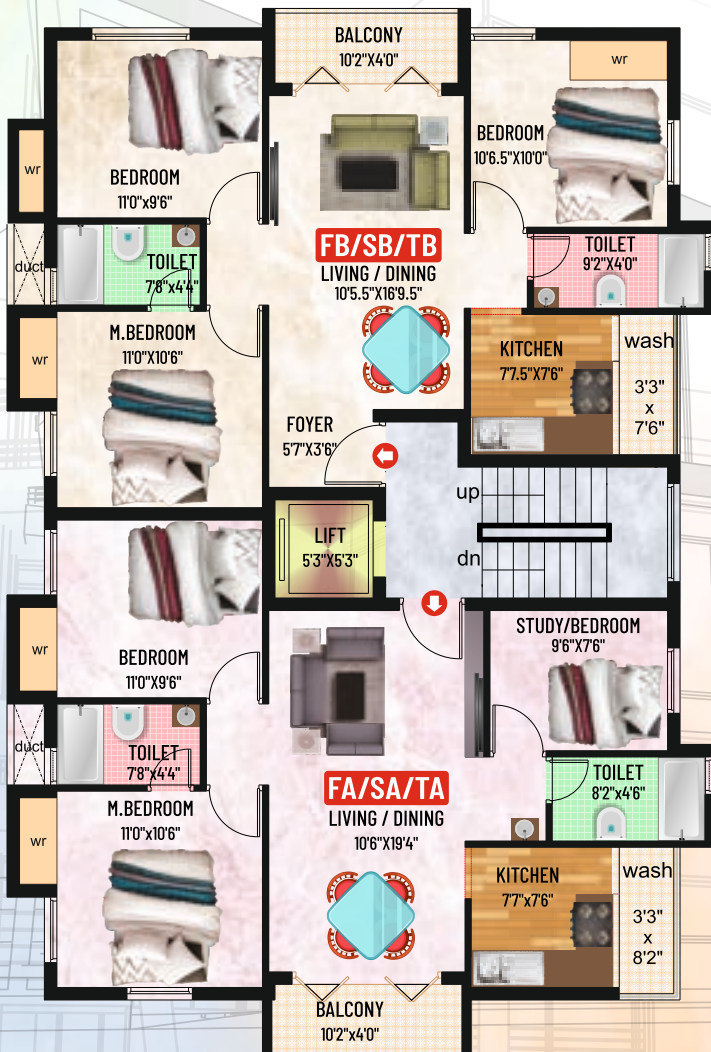 BALCONY
10'2"X4'0"
wr
BEDROOM
11'0"x9'6"
BEDROOM
10'6.5"X10'0"
wr
duct
TOILET
7'8"x4'4"
FB/SB/TB
LIVING / DINING
10'5.5"X16'9.5"
TOILET
9'2"X4'0"
M.BEDROOM
11'0"X10'6"
wr
KITCHEN
7'7.5"X7'6"
wash
3'3"
x
7'6"
FOYER
5'7"X3'6"
up
dn
LIFT
5'3"X5'3"
BEDROOM
11'0"X9'6"
wr
STUDY/BEDROOM
9'6"X7'6"
duct
TOILET
7'8"x4'4"
FA/SA/TA
LIVING / DINING
10'6"X19'4"
TOILET
8'2"x4'6"
M.BEDROOM
11'0"x10'6"
wr
KITCHEN
7'7"x7'6"
wash
3'3"
x
8'2"
BALCONY
10'2"x4'0"